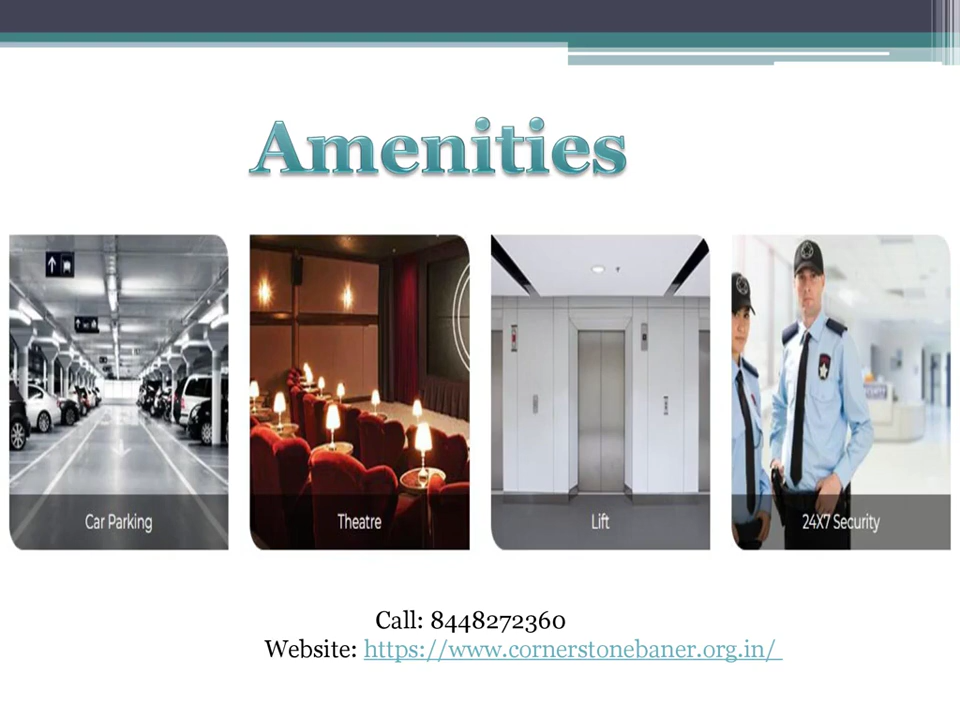 Amenities
Car Parking
Theatre
Lift
24X7 Security
Call: 8448272360
Website: https://www.cornerstonebaner.org.in/